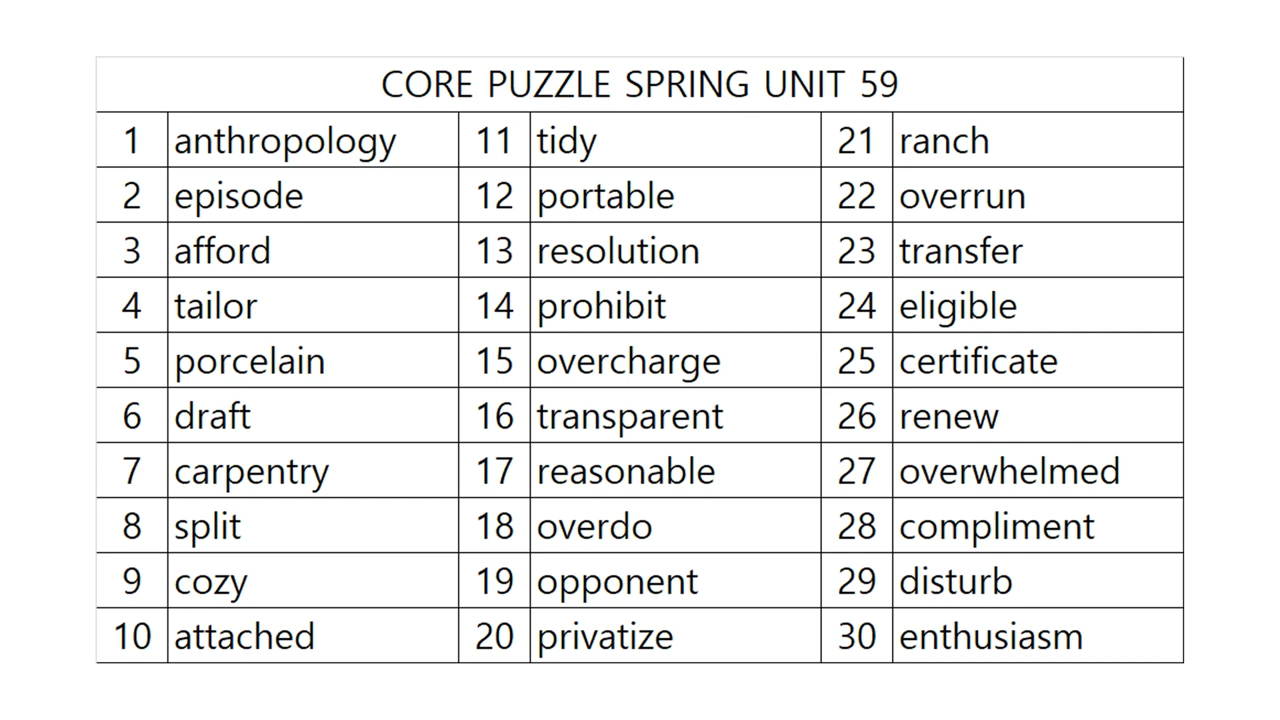 CORE PUZZLE SPRING UNIT 59
1 anthropology 11 tidy 21 ranch
2 episode 12 portable 22 overrun
3 afford 13 resolution 23 transfer
4 tailor 14 prohibit 24 eligible
5 porcelain 15 overcharge 25 certificate
6 draft 16 transparent 26 renew
7 carpentry 17 reasonable 27 overwhelmed
8 split 18 overdo 28 compliment
9 cozy 19 opponent 29 disturb
10 attached 20 privatize 30 enthusiasm